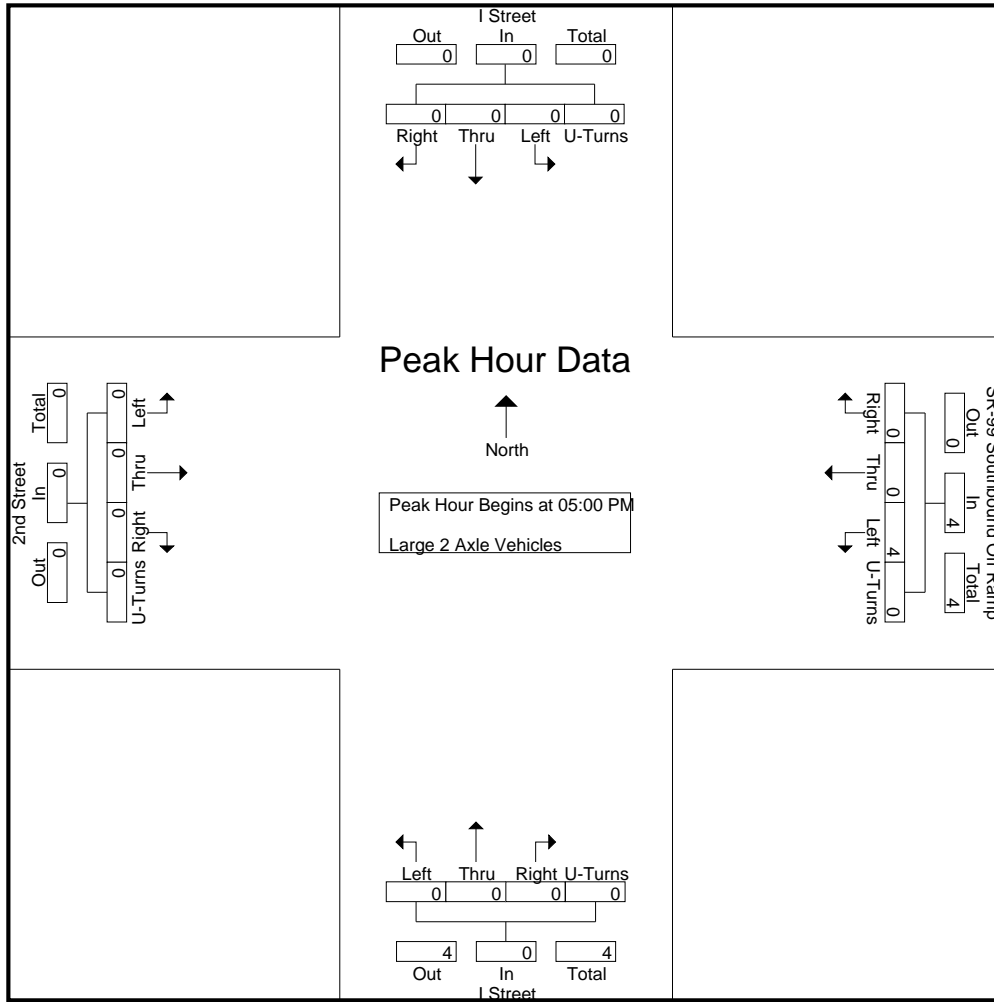 I Street
Out In Total
0 0 0
0 0 0 0
Right Thru Left U-Turns
Peak Hour Data
North
Peak Hour Begins at 05:00 PM
Large 2 Axle Vehicles
2nd Street
Out In Total
0 0 0
0 0 0 0
U-Turns Right Thru Left
Out In Total
0 4 4
0 0 4 0
Right Thru Left U-Turns
Left Thru Right U-Turns
0 0 0 0
4 0 4
Out In Total
I Street